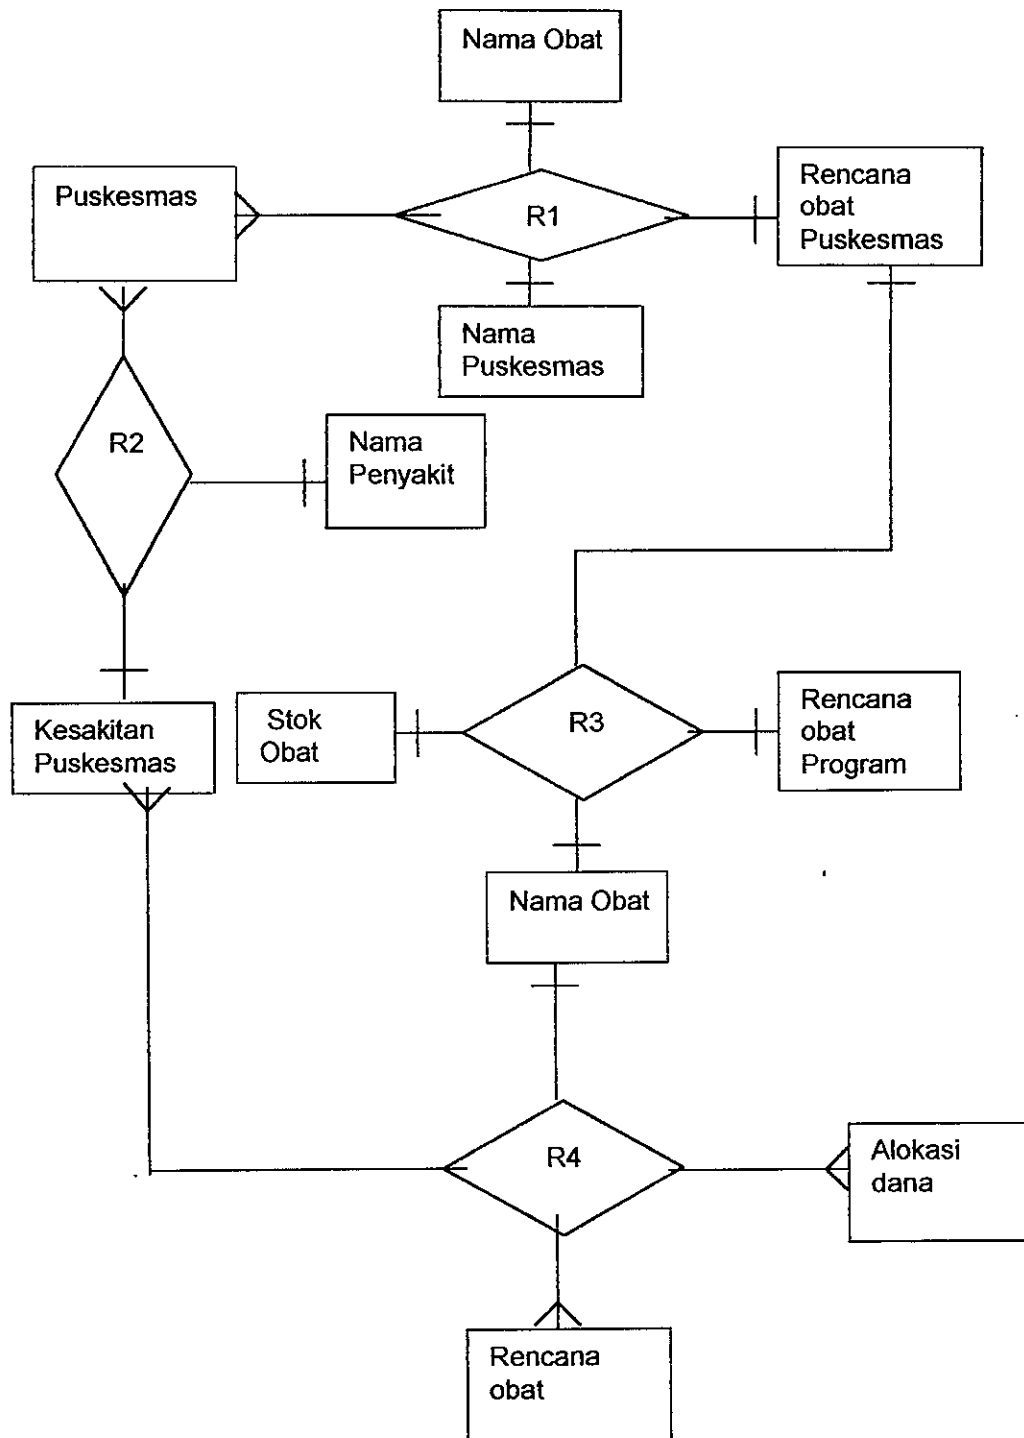 Nama Obat
Puskesmas
R1
Rencana
obat
Puskesmas
Nama
Puskesmas
R2
Nama
Penyakit
Kesakitan
Puskesmas
Stok
Obat
R3
Rencana
obat
Program
Nama Obat
R4
Alokasi
dana
Rencana
obat